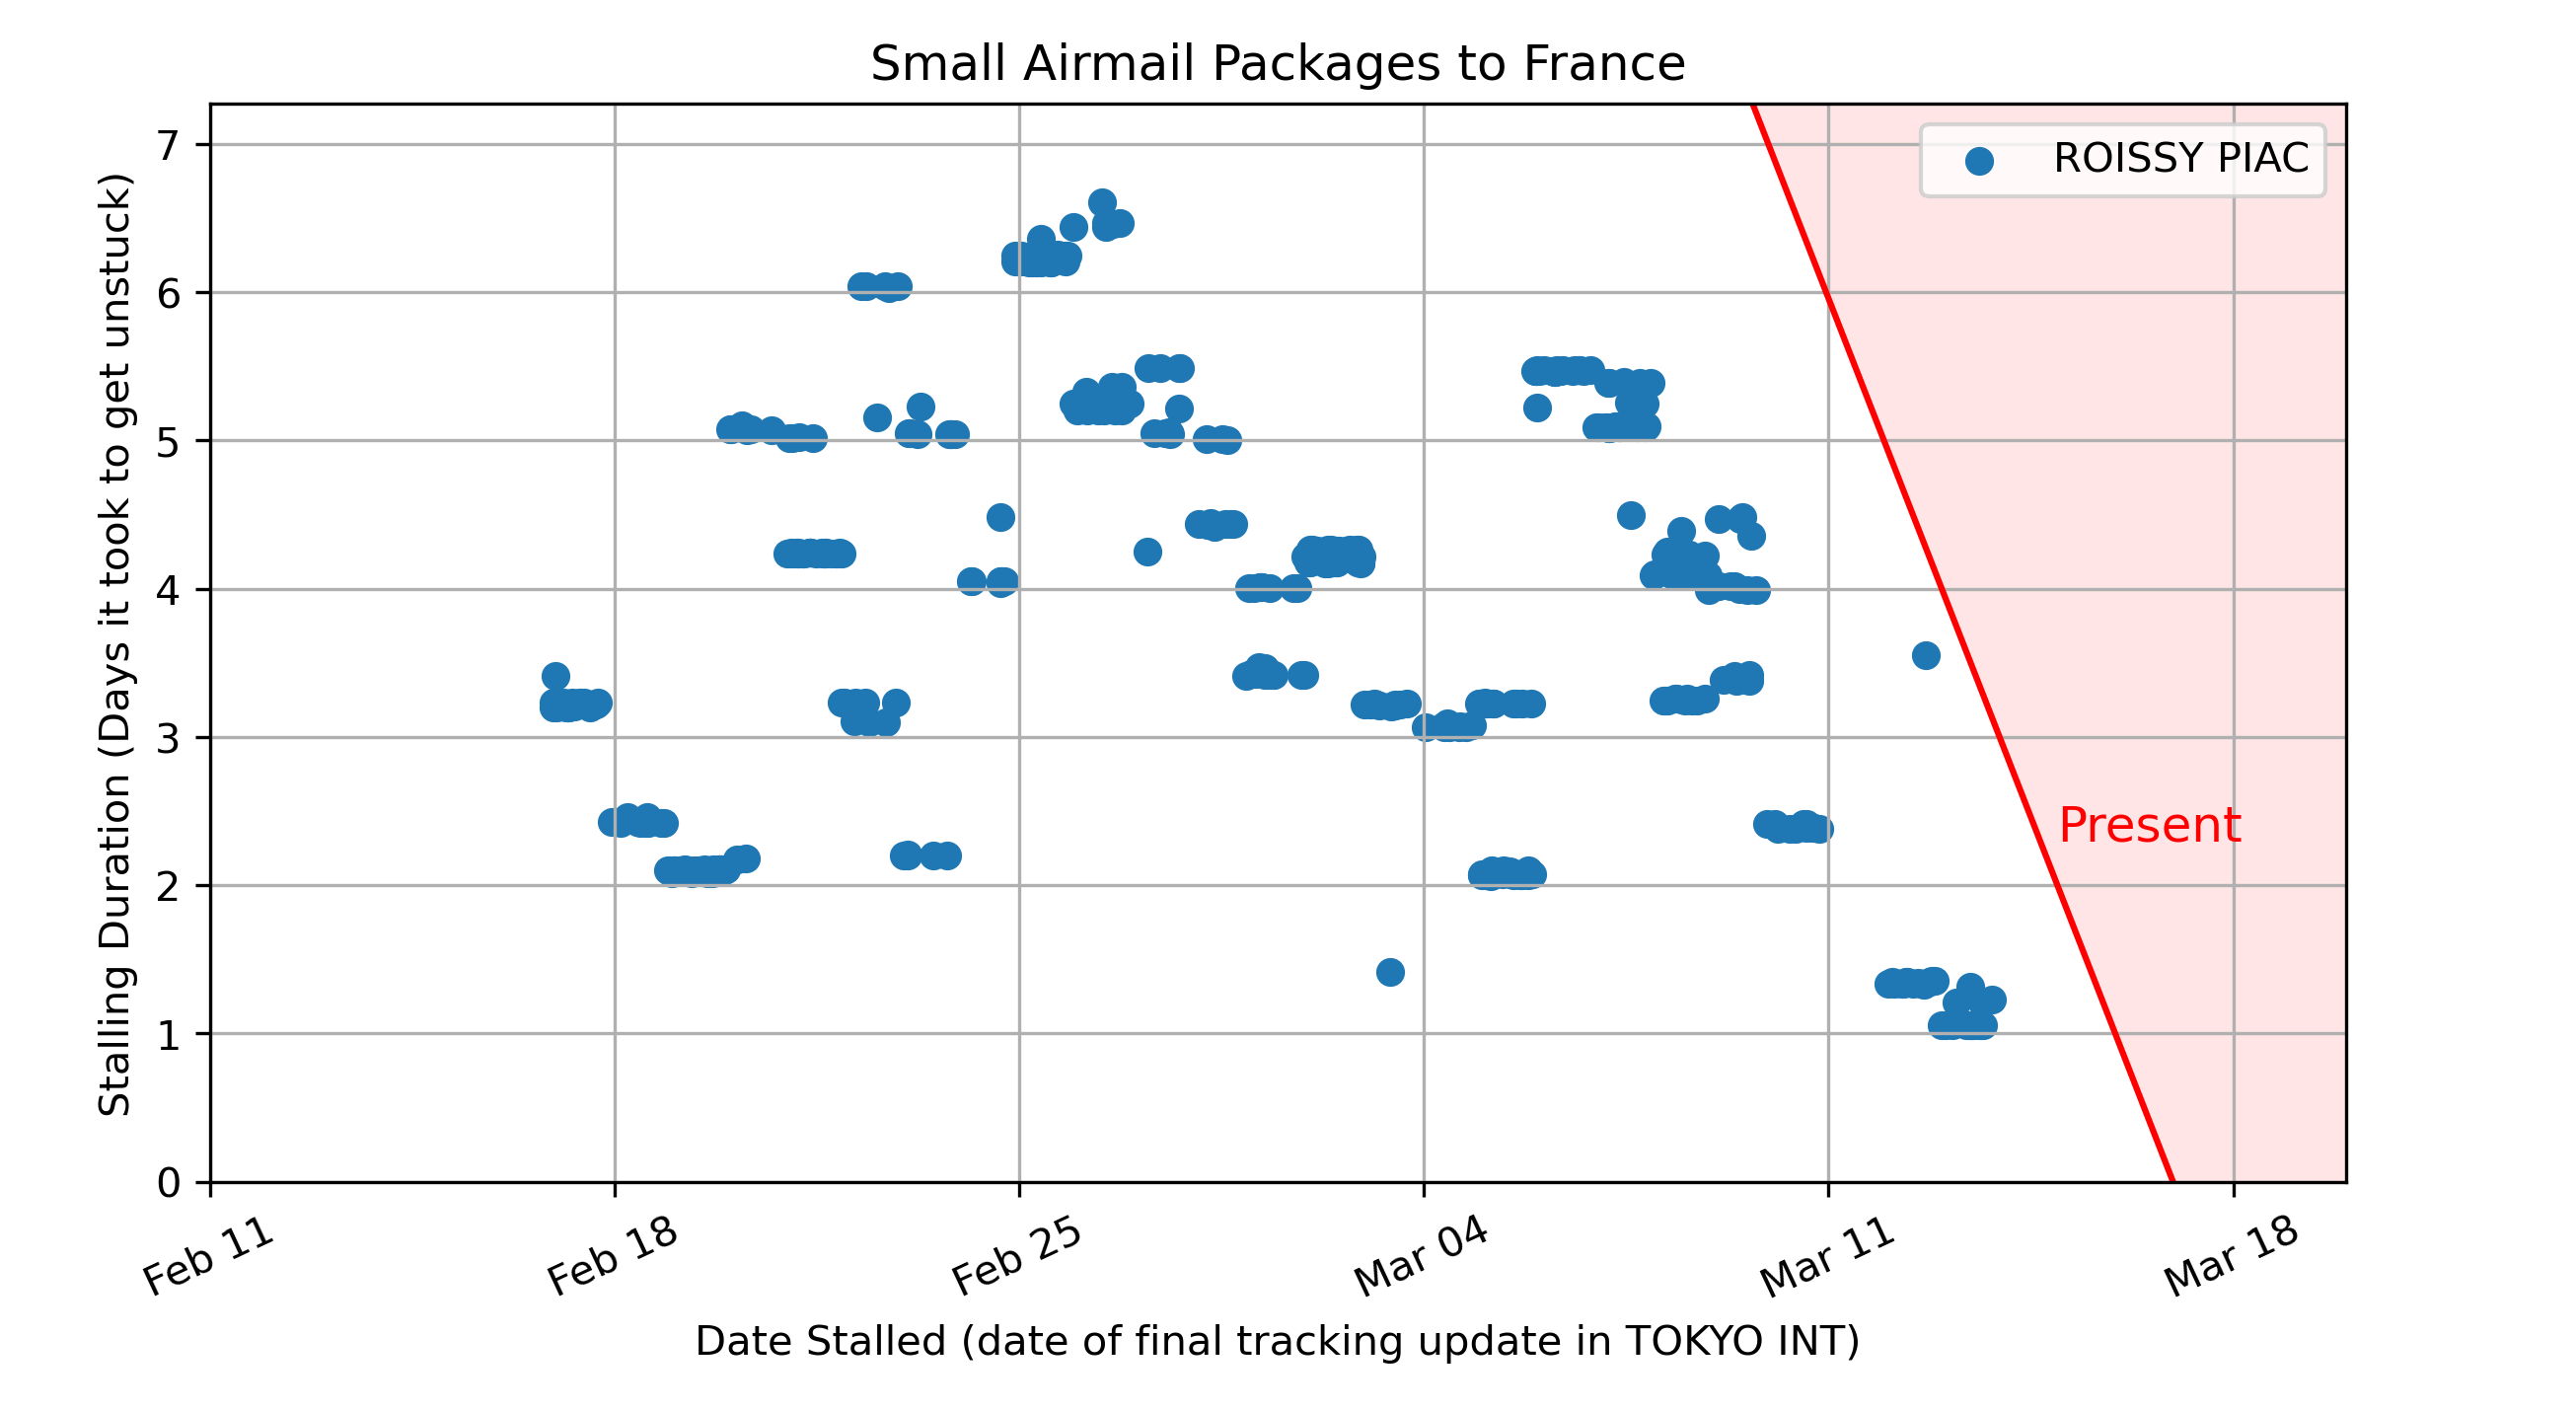 Small Airmail Packages to France
ROISSY PIAC
Stalling Duration (Days it took to get unstuck)
7
6
5
4
3
2
1
0
Present
Feb 11
Feb 18
Feb 25
Mar 04
Mar 11
Mar 18
Date Stalled (date of final tracking update in TOKYO INT)